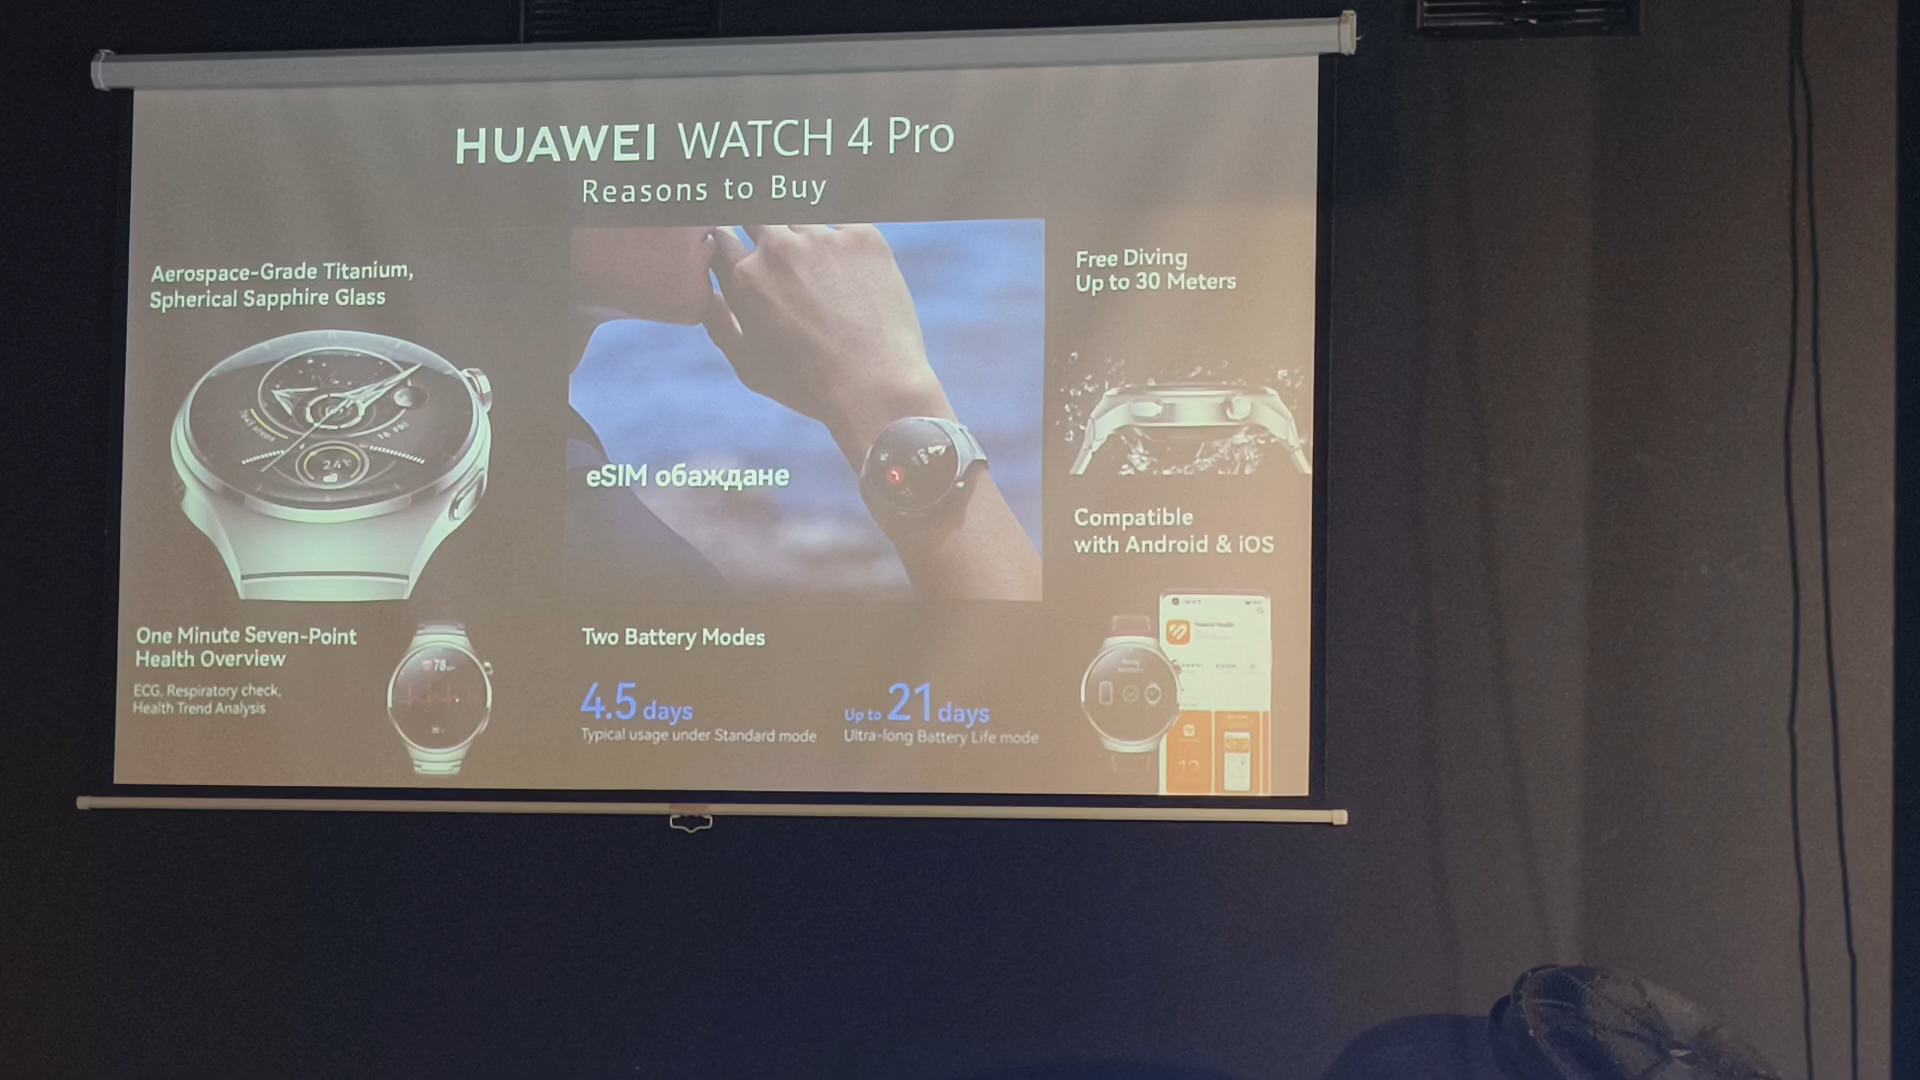 HUAWEI WATCH 4 Pro
Reasons to Buy
Aerospace-Grade Titanium,
Spherical Sapphire Glass
24°C
eSIM обаждане
Free Diving
Up to 30 Meters
Compatible
with Android & iOS
One Minute Seven-Point
Health Overview
ECG, Respiratory check,
Health Trend Analysis
78
Two Battery Modes
4.5 days
Typical usage under Standard mode
Up to 21 days
Ultra-long Battery Life mode